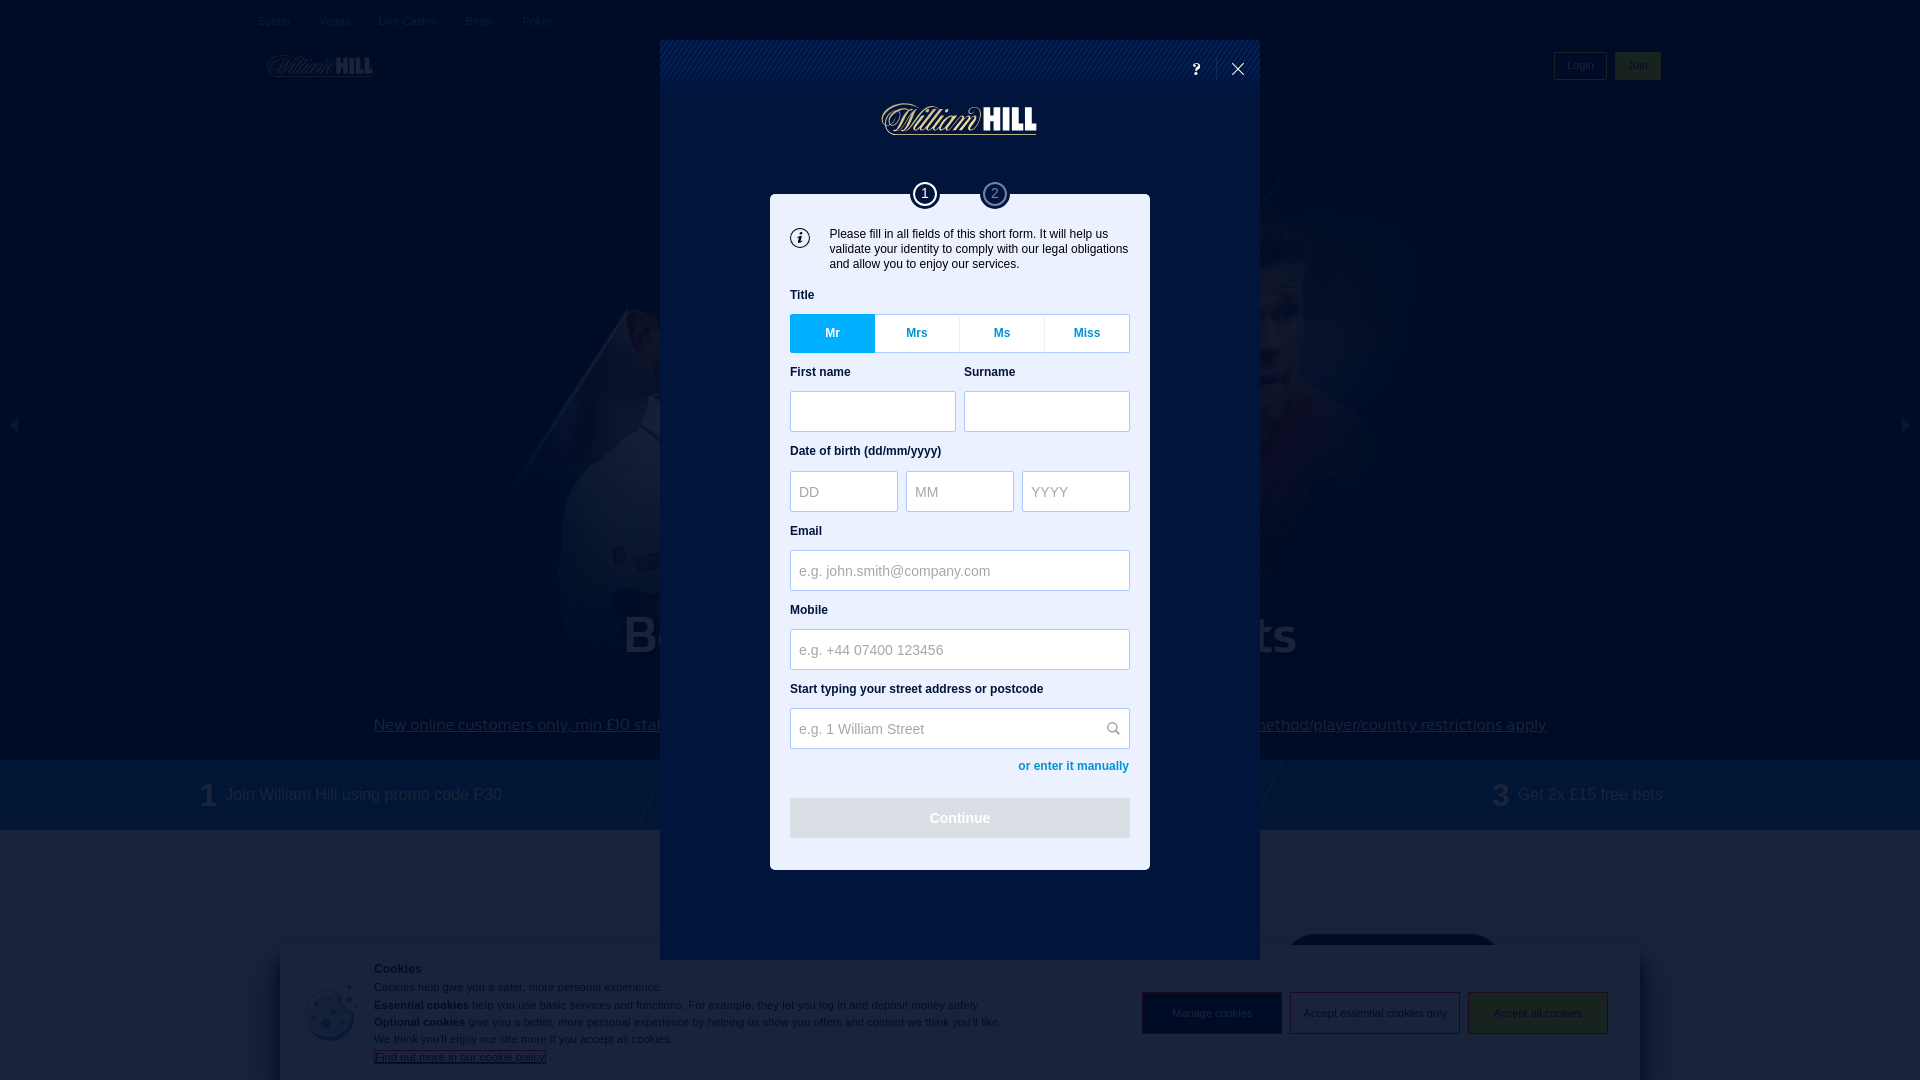 Sports Vegas Live Casino Bingo Poker
William HILL
Login Join
?
William HILL
1 2
Please fill in all fields of this short form. It will help us
validate your identity to comply with our legal obligations
and allow you to enjoy our services.
Title
Mr Mrs Ms Miss
First name Surname
Date of birth (dd/mm/yyyy)
DD MM YYYY
Email
e.g. john.smith@company.com
Mobile
e.g. +44 07400 123456
Start typing your street address or postcode
e.g. 1 William Street
or enter it manually
Continue
New online customers only, min £10 method/player/country restrictions apply
1 Join William Hill using promo code P30
3 Get 2x £15 free bets
Cookies
Cookies help give you a safer, more personal experience.
Essential cookies help you use basic services and functions. For example, they let you log in and deposit money safely.
Optional cookies give you a better, more personal experience by helping us show you offers and content we think you'll like.
We think you'll enjoy our site more if you accept all cookies.
Find out more in our cookie policy
Manage cookies Accept essential cookies only Accept all cookies